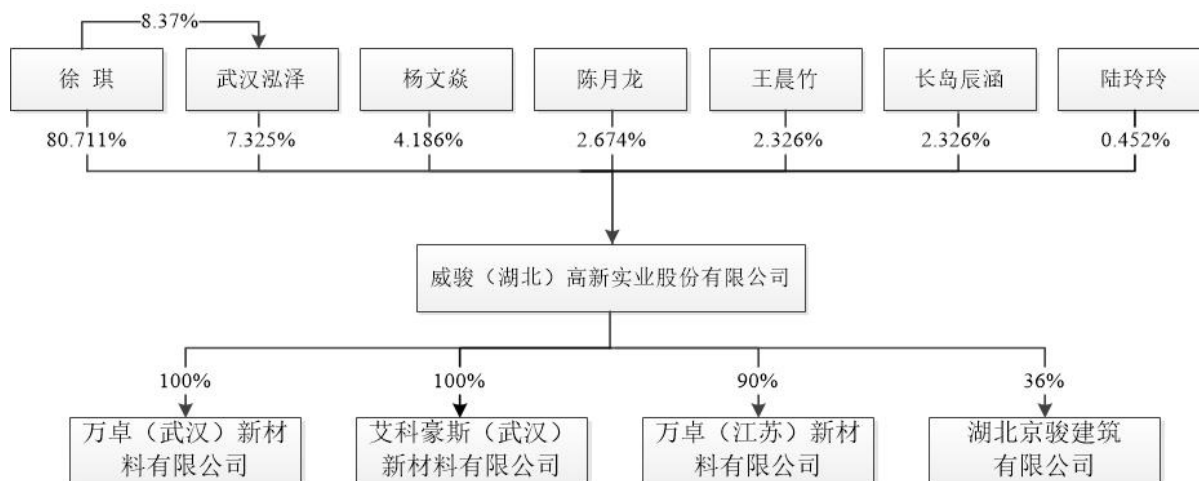 8.37%
徐 琪
武汉泓泽
杨文焱
陈月龙
王晨竹
长岛辰涵
陆玲玲
80.711%
7.325%
4.186%
2.674%
2.326%
2.326%
0.452%
威骏（湖北）高新实业股份有限公司
100%
100%
90%
36%
万卓（武汉）新材
料有限公司
艾科豪斯（武汉）
新材料有限公司
万卓（江苏）新材
料有限公司
湖北京骏建筑
有限公司